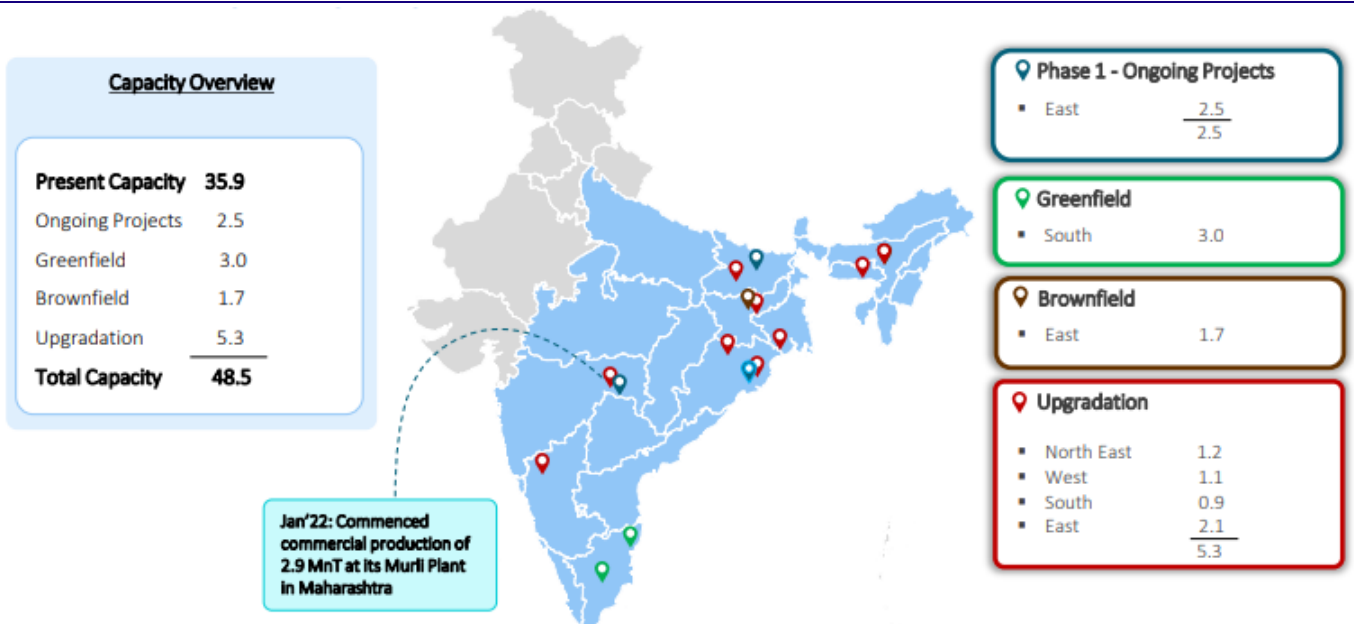 Capacity Overview
Present Capacity 35.9
Ongoing Projects 2.5
Greenfield 3.0
Brownfield 1.7
Upgradation 5.3
Total Capacity 48.5
Jan'22: Commenced
commercial production of
2.9 MnT at its Murli Plant
in Maharashtra
Phase 1 - Ongoing Projects
▪ East 2.5
2.5
Greenfield
▪ South 3.0
Brownfield
▪ East 1.7
Upgradation
▪ North East 1.2
▪ West 1.1
▪ South 0.9
▪ East 2.1
5.3